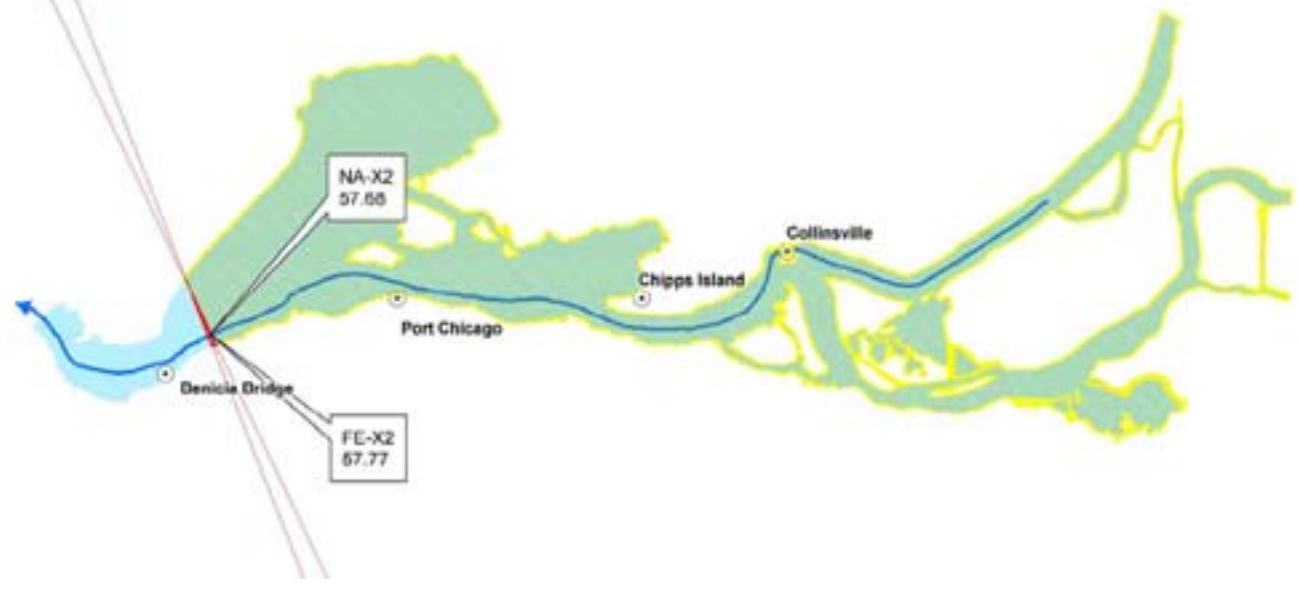 NA-X2
57.68
Collinsville
Chipps Island
Port Chicago
Benicia Bridge
FE-X2
57.77